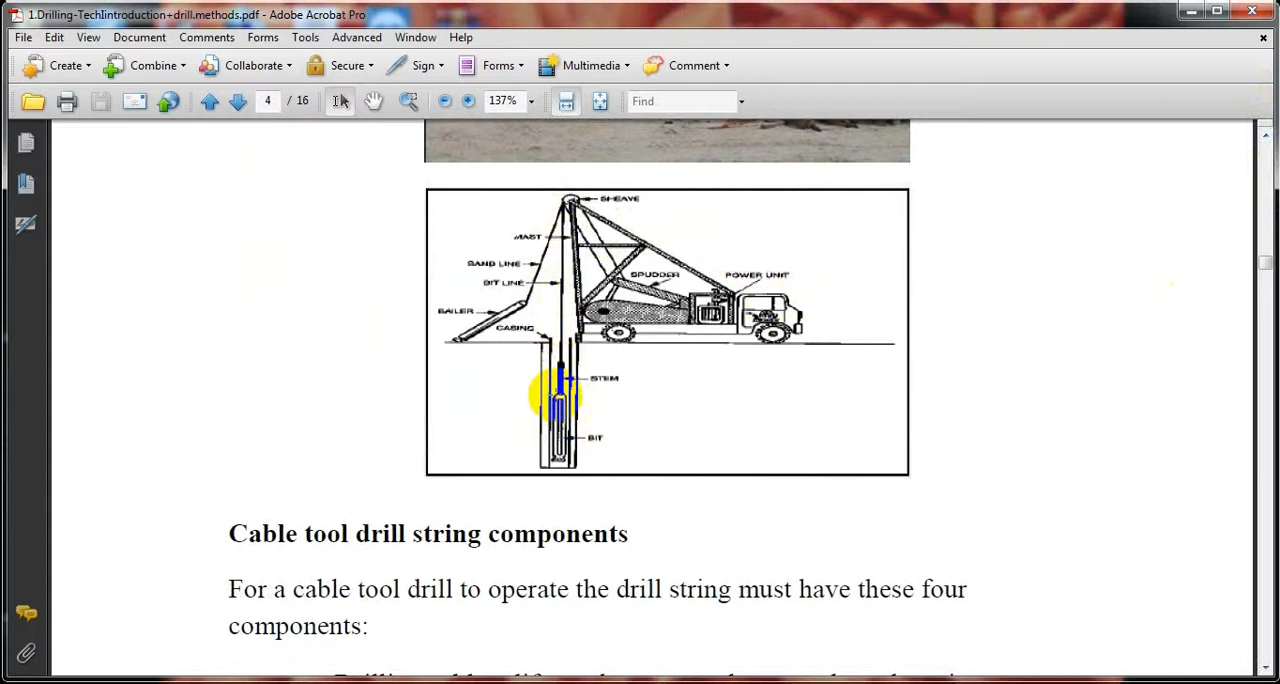 1.Drilling-Tech1introduction+drill.methods.pdf - Adobe Acrobat Pro
File Edit View Document Comments Forms Tools Advanced Window Help
Create Combine Collaborate Secure Sign Forms Multimedia Comment
4 / 16 137% Find
SHEAVE
MAST
SAND LINE
SPUDDER
POWER UNIT
BIT LINE
BAILER
CASING
STEM
BIT
Cable tool drill string components
For a cable tool drill to operate the drill string must have these four
components: